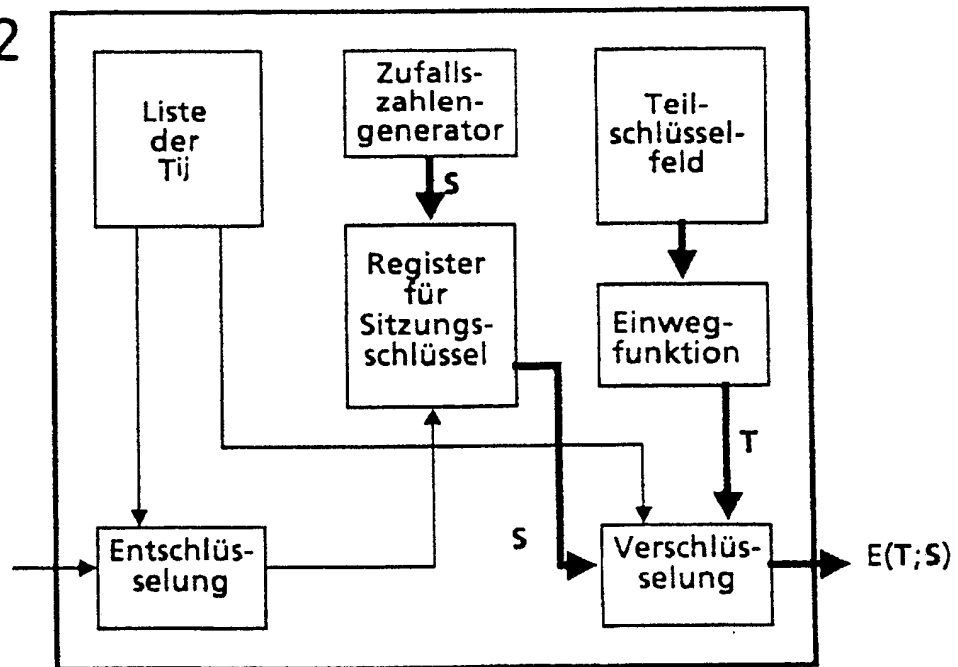 2
Liste
der
Tij
Zufalls-
zahlen-
generator
Teil-
schlüssel-
feld
S
Register
für
Sitzungs-
schlüssel
Einweg-
funktion
T
Entschlüs-
selung
S
Verschlüs-
selung
E(T;S)